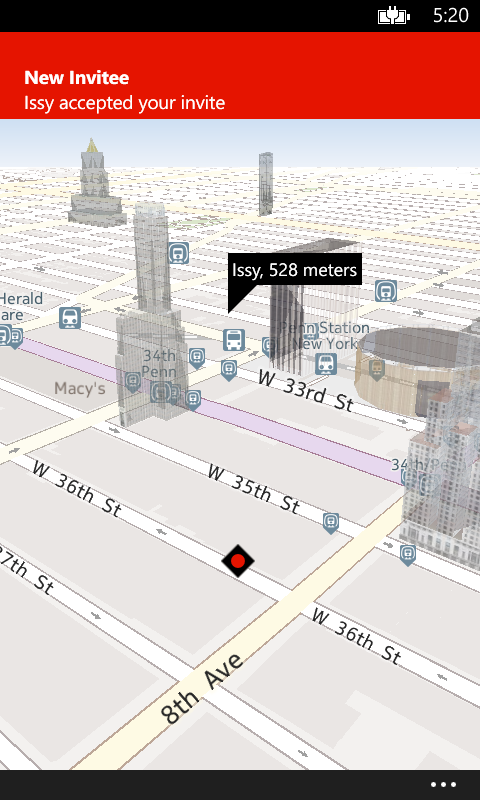 5:20
New Invitee
Issy accepted your invite
Issy, 528 meters
Herald
are
Penn Station
New York
34th
Penn
Macy's
W 33rd St
34th
W 35th St
W 36th St
37th St
W 36th St
8th Ave